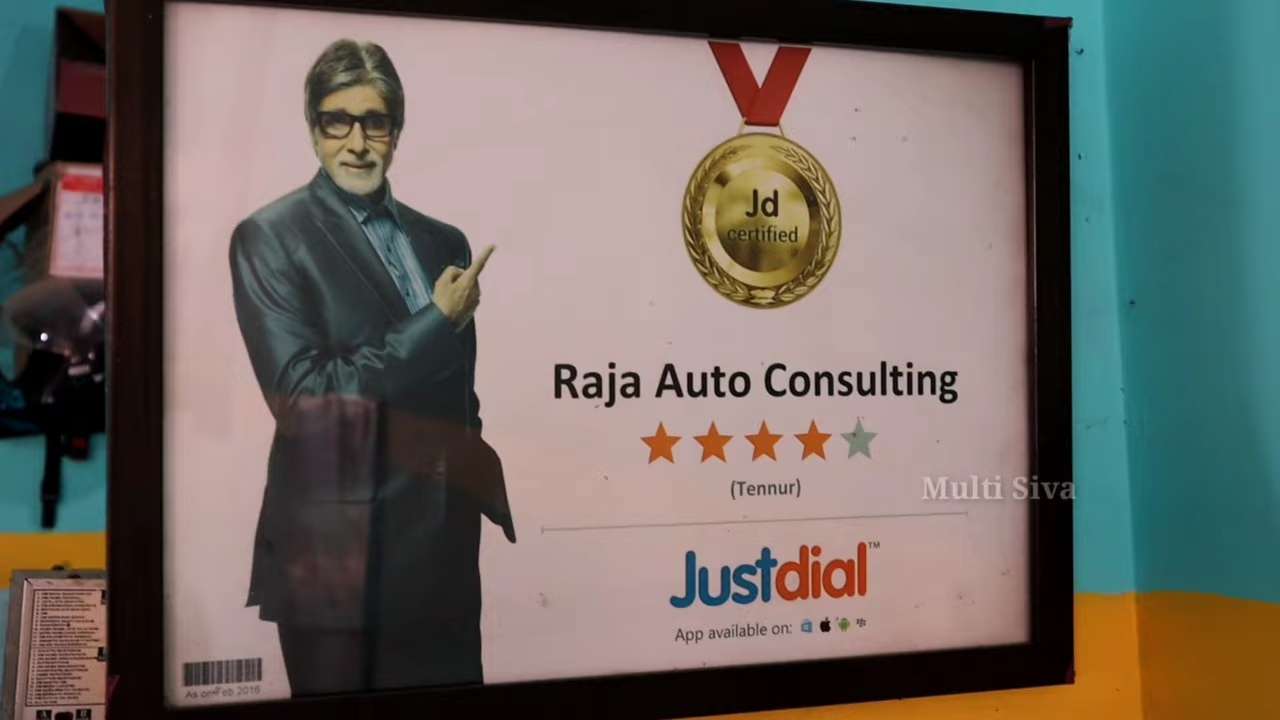 Jd
certified
Raja Auto Consulting
(Tennur)
Multi Siva
Justdial™
App available on:
As on Feb 2016